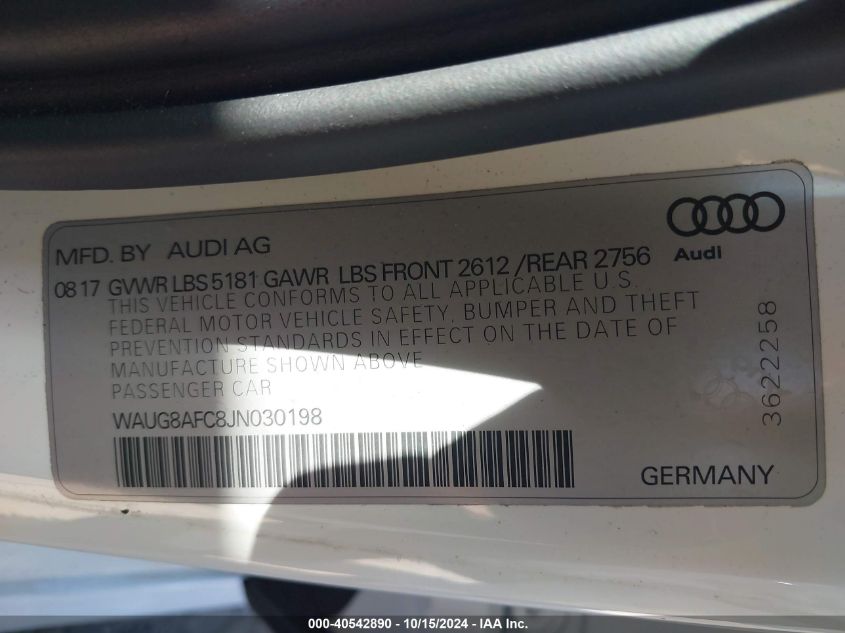 MFD. BY AUDI AG
Audi
0817 GVWR LBS 5181 GAWR LBS FRONT 2612 / REAR 2756
THIS VEHICLE CONFORMS TO ALL APPLICABLE U.S.
FEDERAL MOTOR VEHICLE SAFETY, BUMPER AND THEFT
PREVENTION STANDARDS IN EFFECT ON THE DATE OF
MANUFACTURE SHOWN ABOVE
PASSENGER CAR
WAUG8AFC8JN030198
3622258
GERMANY
000-40542890 - 10/15/2024 - IAA Inc.